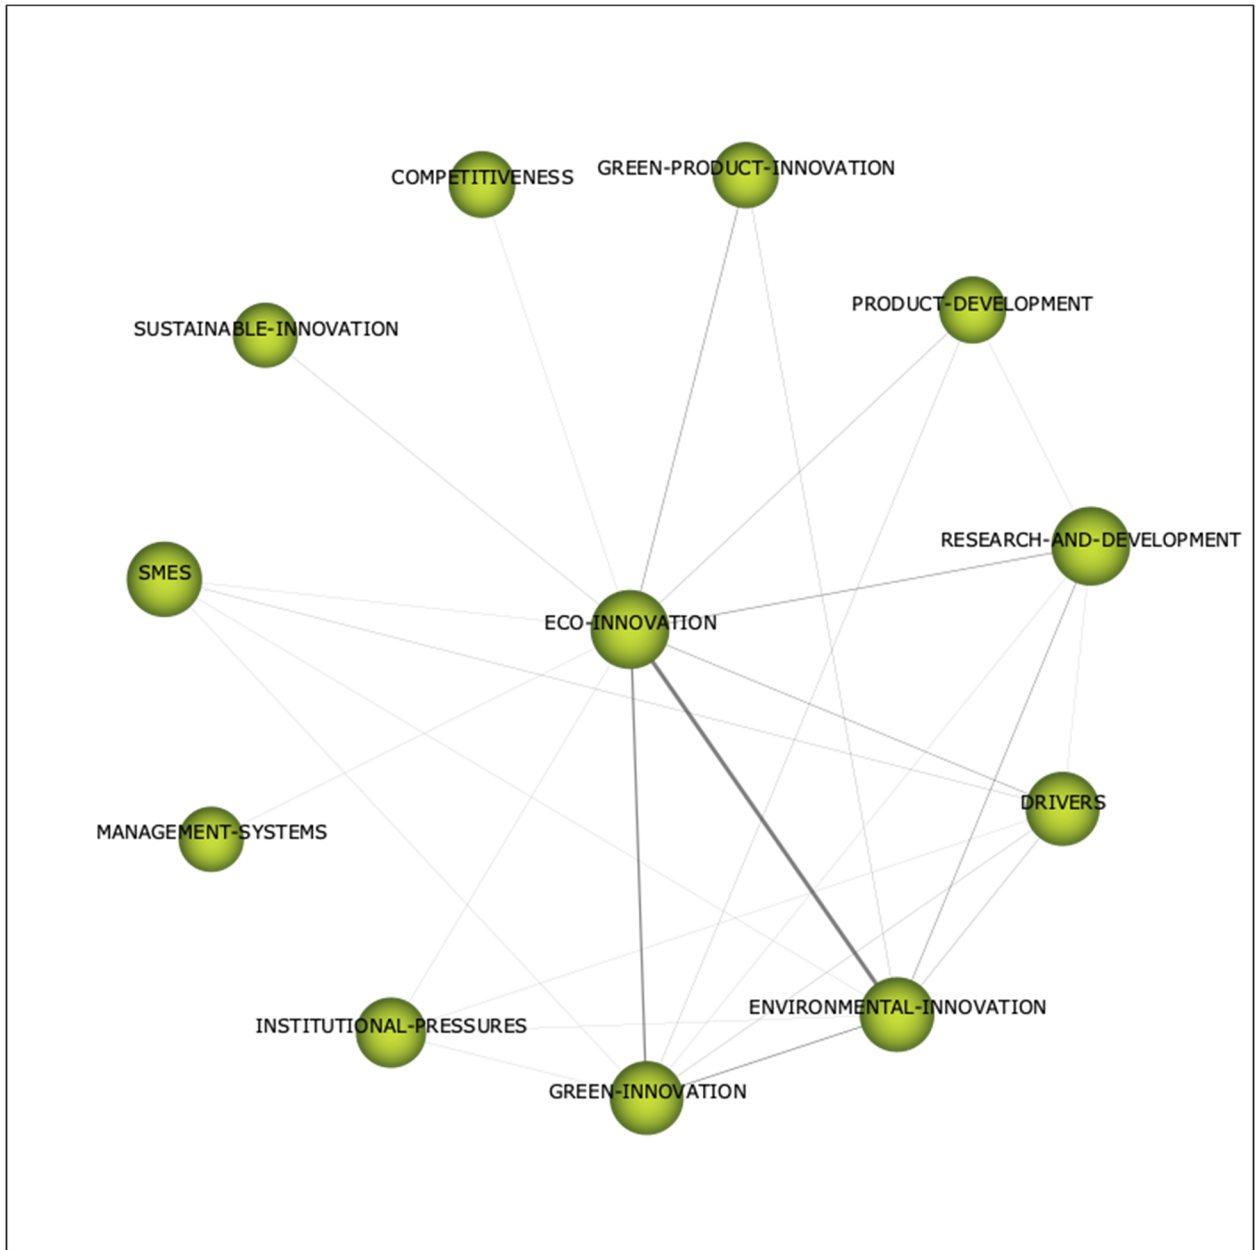 GREEN-PRODUCT-INNOVATION
COMPETITIVENESS
PRODUCT-DEVELOPMENT
SUSTAINABLE-INNOVATION
RESEARCH-AND-DEVELOPMENT
SMES
ECO-INNOVATION
DRIVERS
MANAGEMENT-SYSTEMS
ENVIRONMENTAL-INNOVATION
INSTITUTIONAL-PRESSURES
GREEN-INNOVATION